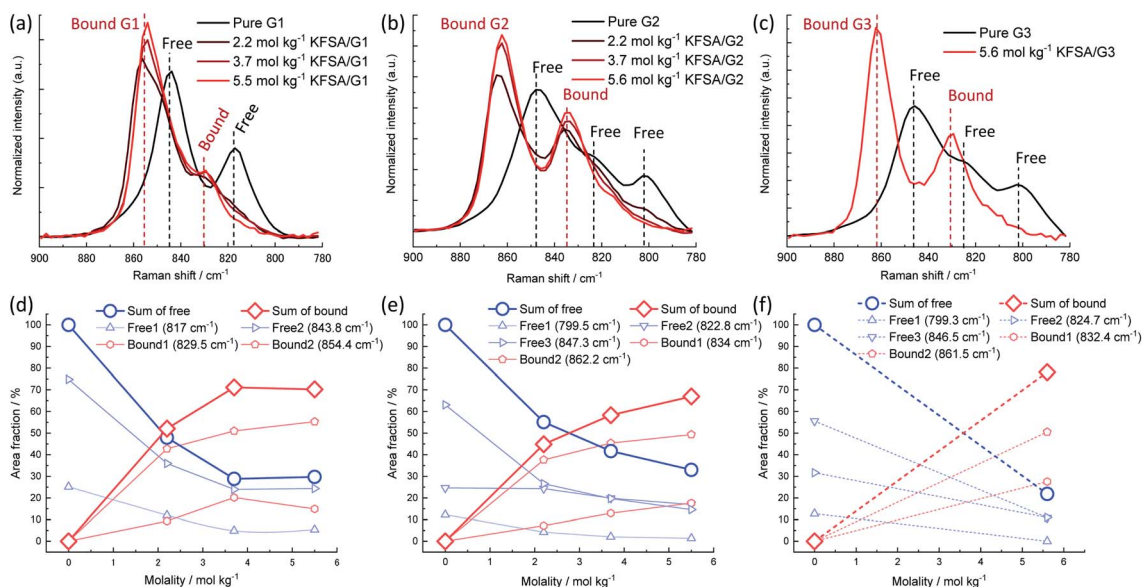 (a)
Bound G1
Free
Free
Bound
Pure G1
2.2 mol kg⁻¹ KFSA/G1
3.7 mol kg⁻¹ KFSA/G1
5.5 mol kg⁻¹ KFSA/G1
Normalized intensity (a.u.)
900 880 860 840 820 800 782
Raman shift / cm⁻¹
(b)
Bound G2
Free
Bound
Free
Free
Pure G2
2.2 mol kg⁻¹ KFSA/G2
3.7 mol kg⁻¹ KFSA/G2
5.6 mol kg⁻¹ KFSA/G2
Normalized intensity (a.u.)
900 880 860 840 820 800 782
Raman shift / cm⁻¹
(c)
Bound G3
Free
Bound
Free
Free
Pure G3
5.6 mol kg⁻¹ KFSA/G3
Normalized intensity (a.u.)
900 880 860 840 820 800 782
Raman shift / cm⁻¹
(d)
Sum of free Sum of bound
Free1 (817 cm⁻¹) Free2 (843.8 cm⁻¹)
Bound1 (829.5 cm⁻¹) Bound2 (854.4 cm⁻¹)
Area fraction / %
100
90
80
70
60
50
40
30
20
10
0
0 1 2 3 4 5 6
Molality / mol kg⁻¹
(e)
Sum of free Sum of bound
Free1 (799.5 cm⁻¹) Free2 (822.8 cm⁻¹)
Free3 (847.3 cm⁻¹) Bound1 (834 cm⁻¹)
Bound2 (862.2 cm⁻¹)
Area fraction / %
100
90
80
70
60
50
40
30
20
10
0
0 1 2 3 4 5 6
Molality / mol kg⁻¹
(f)
Sum of free Sum of bound
Free1 (799.3 cm⁻¹) Free2 (824.7 cm⁻¹)
Free3 (846.5 cm⁻¹) Bound1 (832.4 cm⁻¹)
Bound2 (861.5 cm⁻¹)
Area fraction / %
100
90
80
70
60
50
40
30
20
10
0
0 1 2 3 4 5 6
Molality / mol kg⁻¹